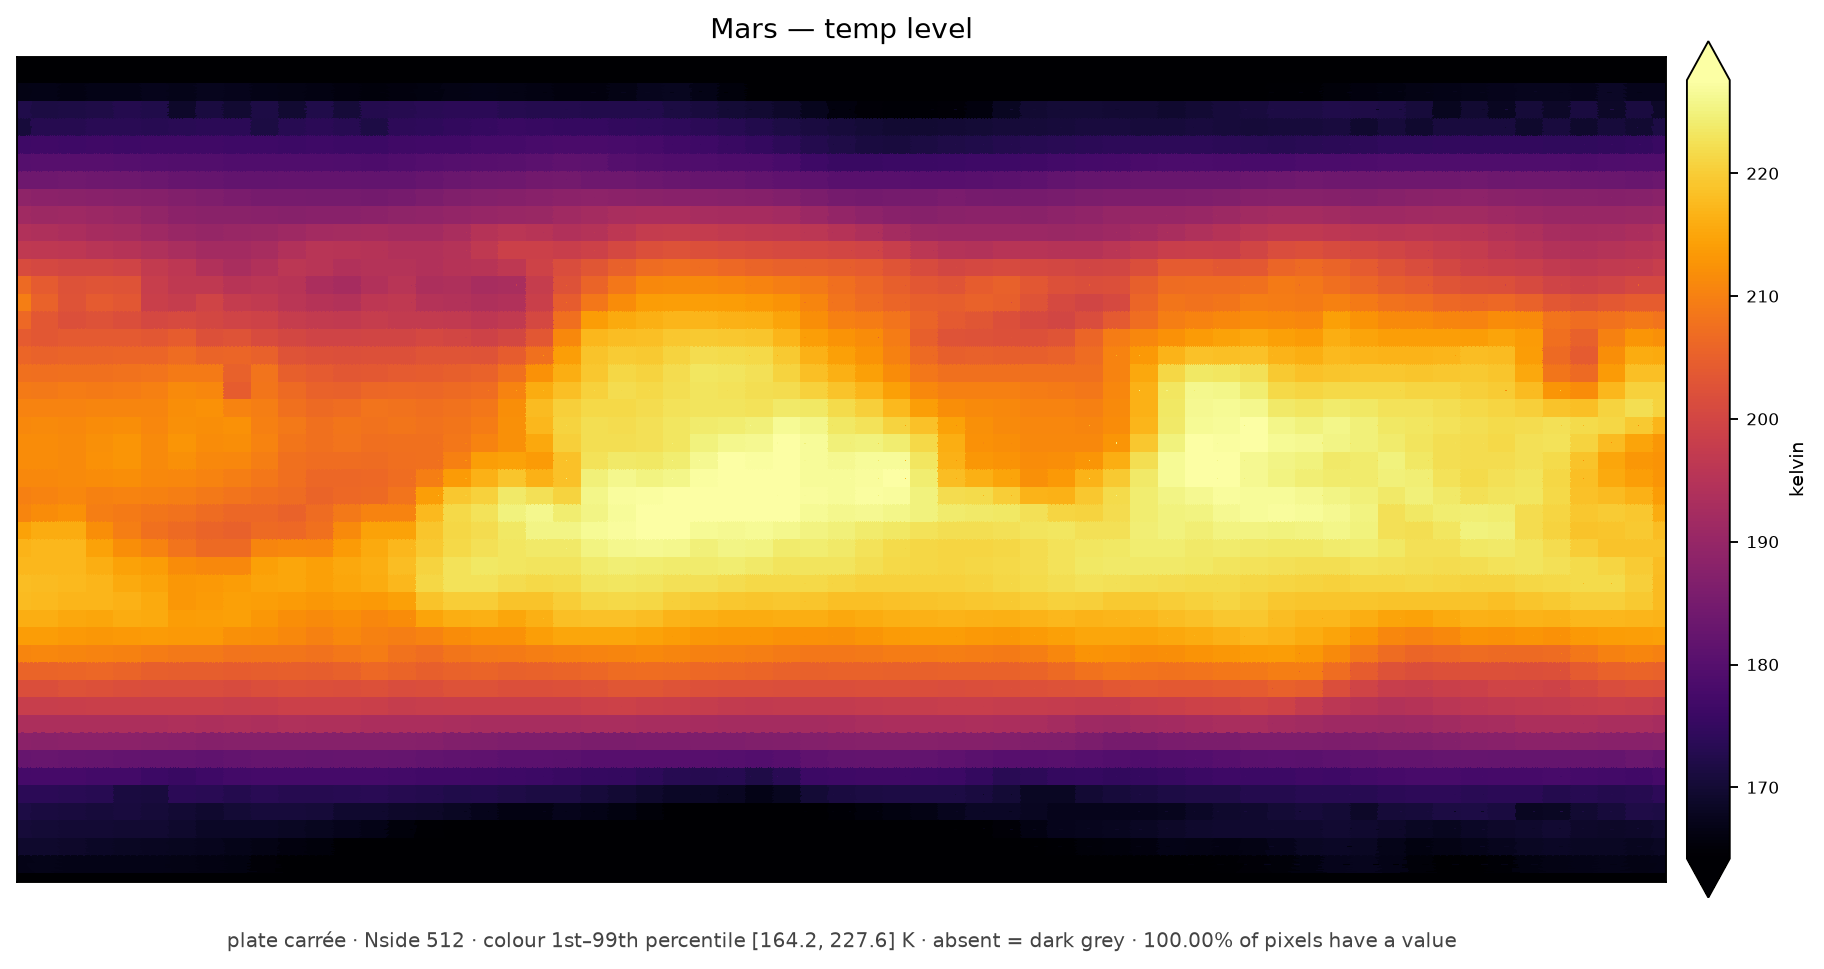 Mars — temp level
220
210
200
190
180
170
kelvin
plate carrée · Nside 512 · colour 1st–99th percentile [164.2, 227.6] K · absent = dark grey · 100.00% of pixels have a value